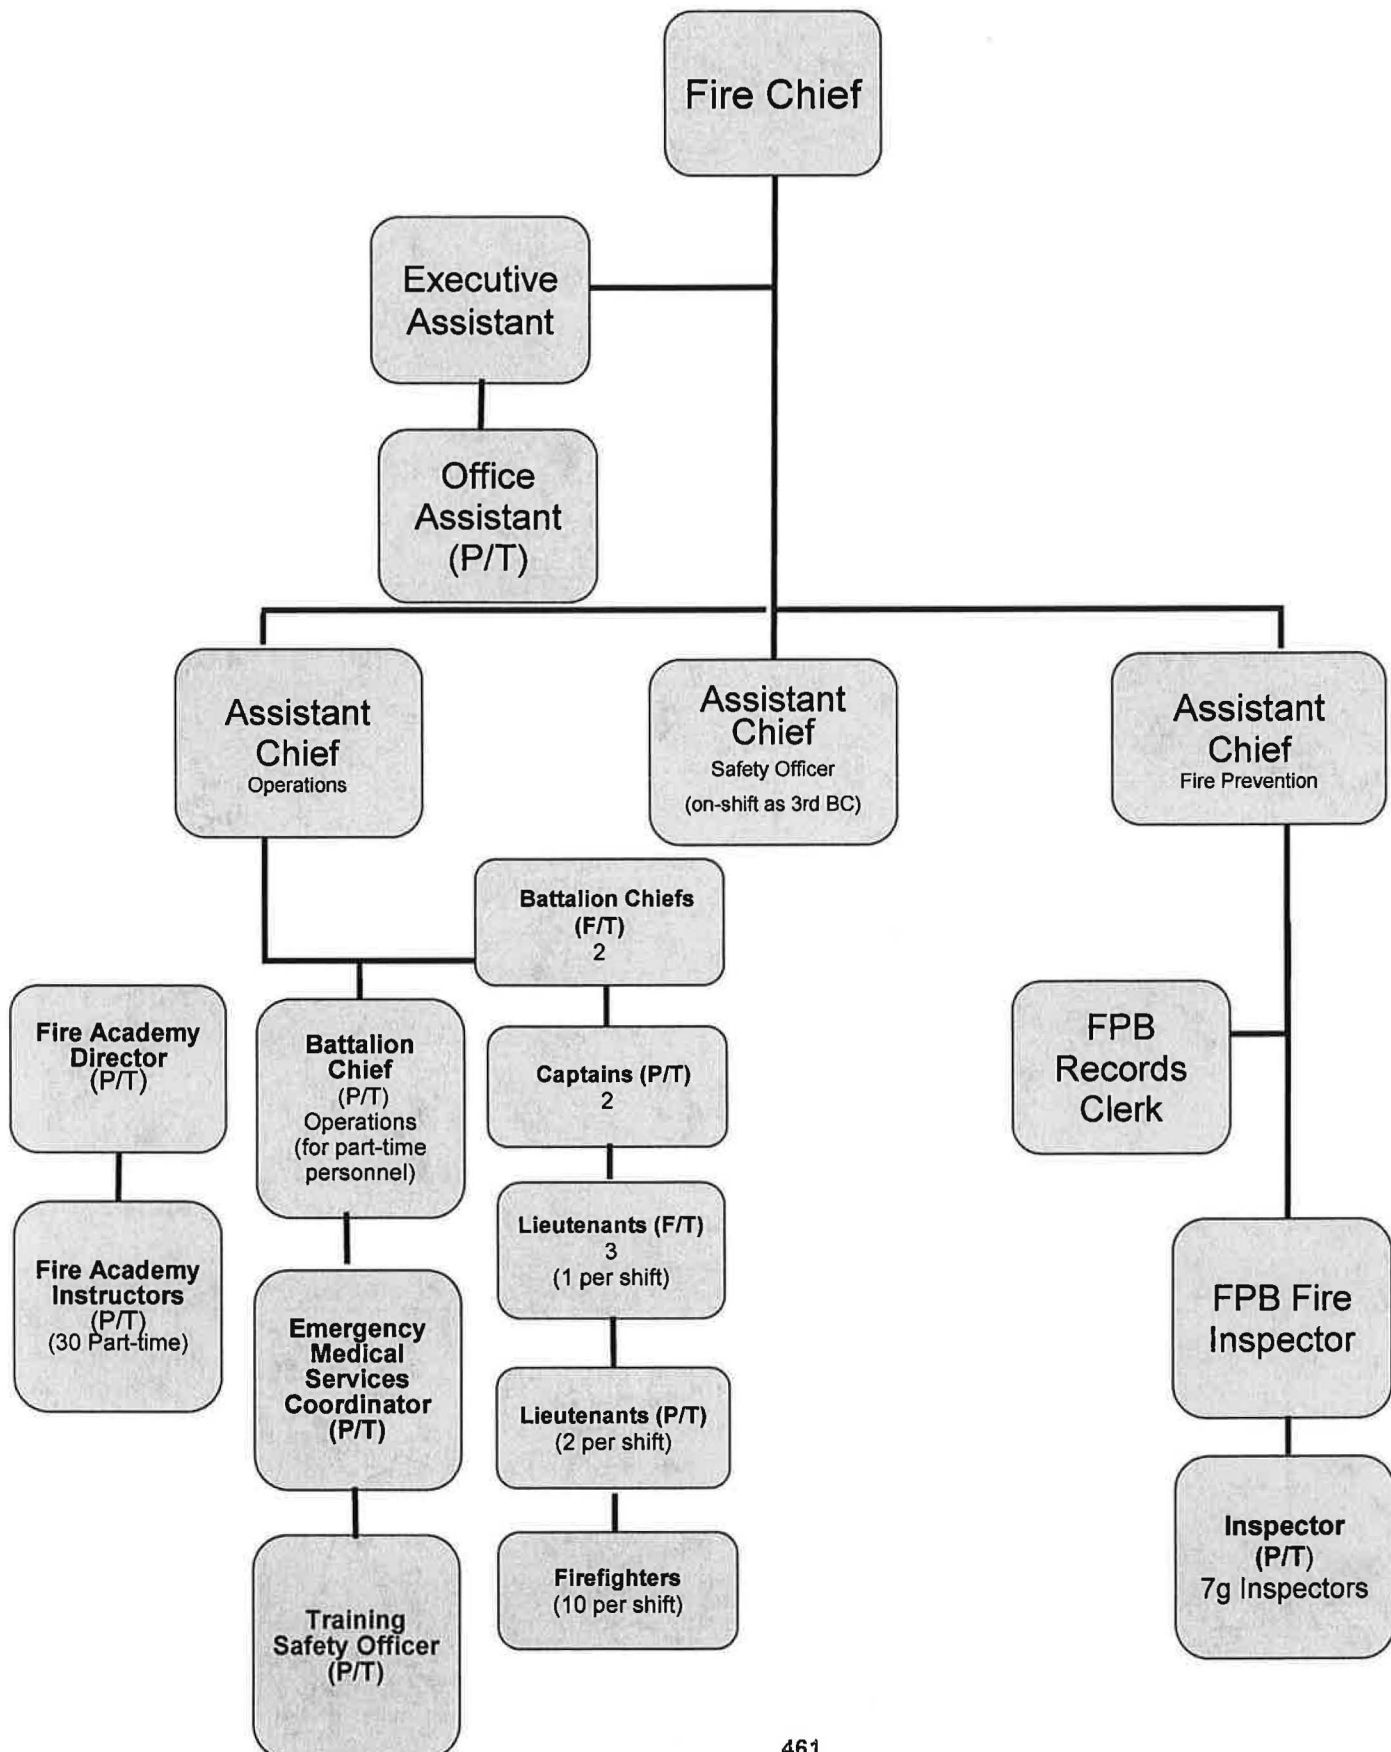 Fire Chief
Executive
Assistant
Office
Assistant
(P/T)
Assistant
Chief
Operations
Assistant
Chief
Safety Officer
(on-shift as 3rd BC)
Assistant
Chief
Fire Prevention
Battalion Chiefs
(F/T)
2
Fire Academy
Director
(P/T)
Battalion
Chief
(P/T)
Operations
(for part-time
personnel)
Captains (P/T)
2
FPB
Records
Clerk
Fire Academy
Instructors
(P/T)
(30 Part-time)
Lieutenants (F/T)
3
(1 per shift)
FPB Fire
Inspector
Emergency
Medical
Services
Coordinator
(P/T)
Lieutenants (P/T)
(2 per shift)
Inspector
(P/T)
7g Inspectors
Training
Safety Officer
(P/T)
Firefighters
(10 per shift)
461